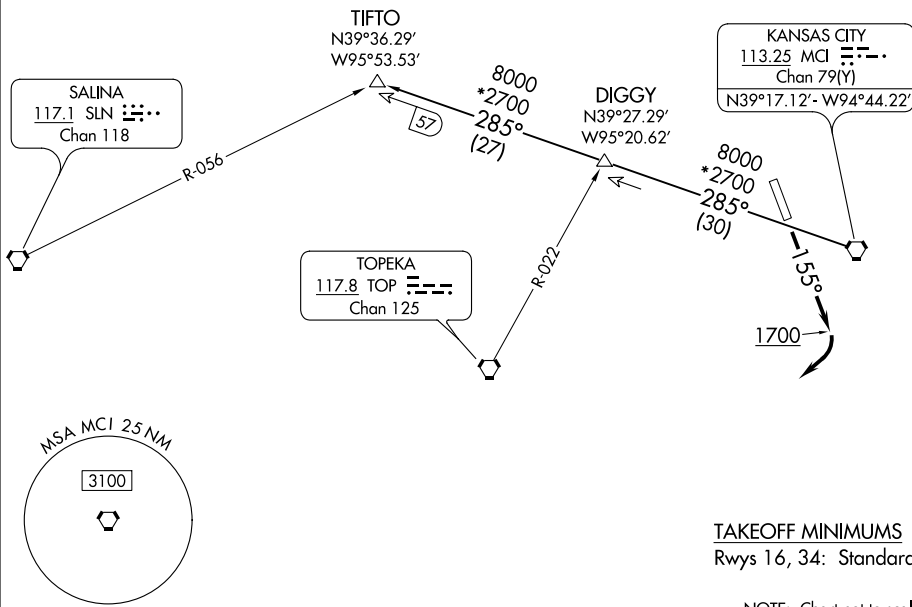 TIFTO
N39°36.29'
W95°53.53'
KANSAS CITY
113.25 MCI
Chan 79(Y)
N39°17.12'- W94°44.22'
SALINA
117.1 SLN
Chan 118
8000
*2700
285°
(27)
57
DIGGY
N39°27.29'
W95°20.62'
8000
*2700
285°
(30)
R-056
R-022
155°
1700
TOPEKA
117.8 TOP
Chan 125
MSA MCI 25 NM
3100
TAKEOFF MINIMUMS
Rwys 16, 34: Standard